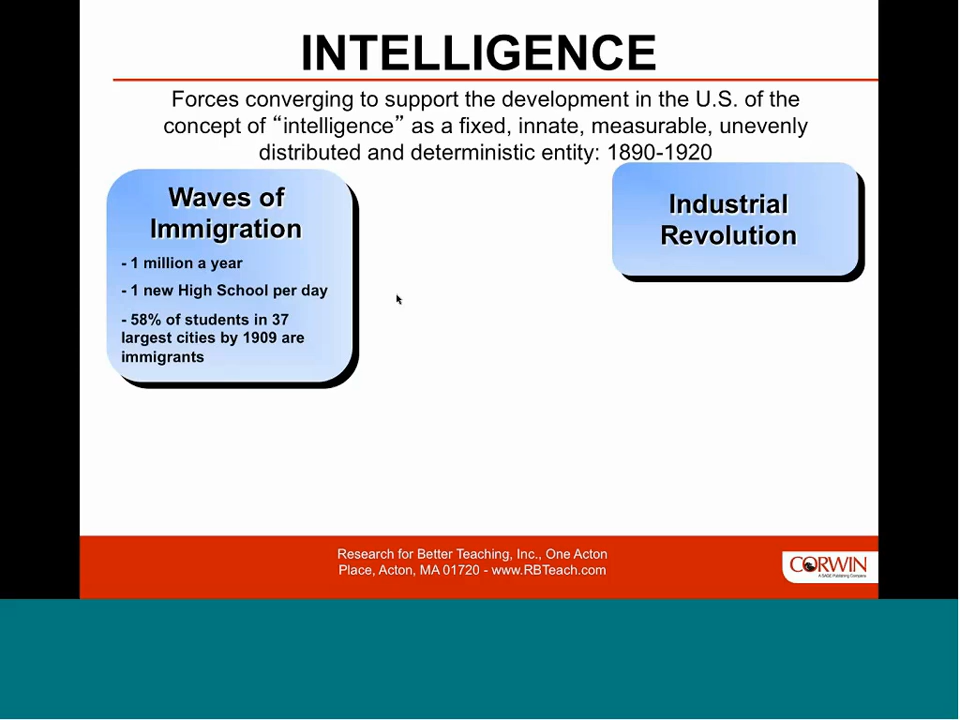 INTELLIGENCE
Forces converging to support the development in the U.S. of the
concept of “intelligence” as a fixed, innate, measurable, unevenly
distributed and deterministic entity: 1890-1920
Waves of
Immigration
- 1 million a year
- 1 new High School per day
- 58% of students in 37
largest cities by 1909 are
immigrants
Industrial
Revolution
Research for Better Teaching, Inc., One Acton
Place, Acton, MA 01720 - www.RBTeach.com
CORWIN
A SAGE Publishing Company